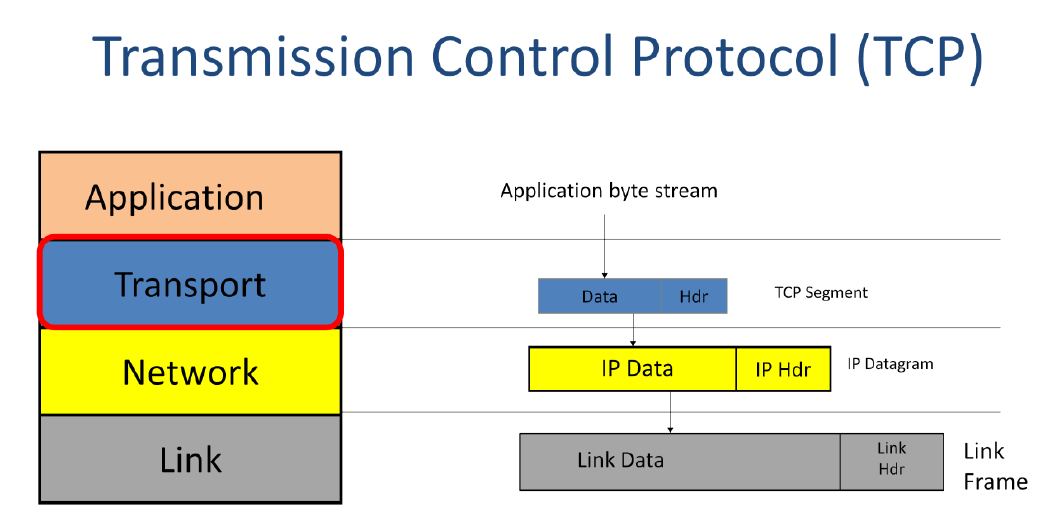 Transmission Control Protocol (TCP)
Application
Application byte stream
Transport
Data
Hdr
TCP Segment
Network
IP Data
IP Hdr
IP Datagram
Link
Link Data
Link
Hdr
Link
Frame